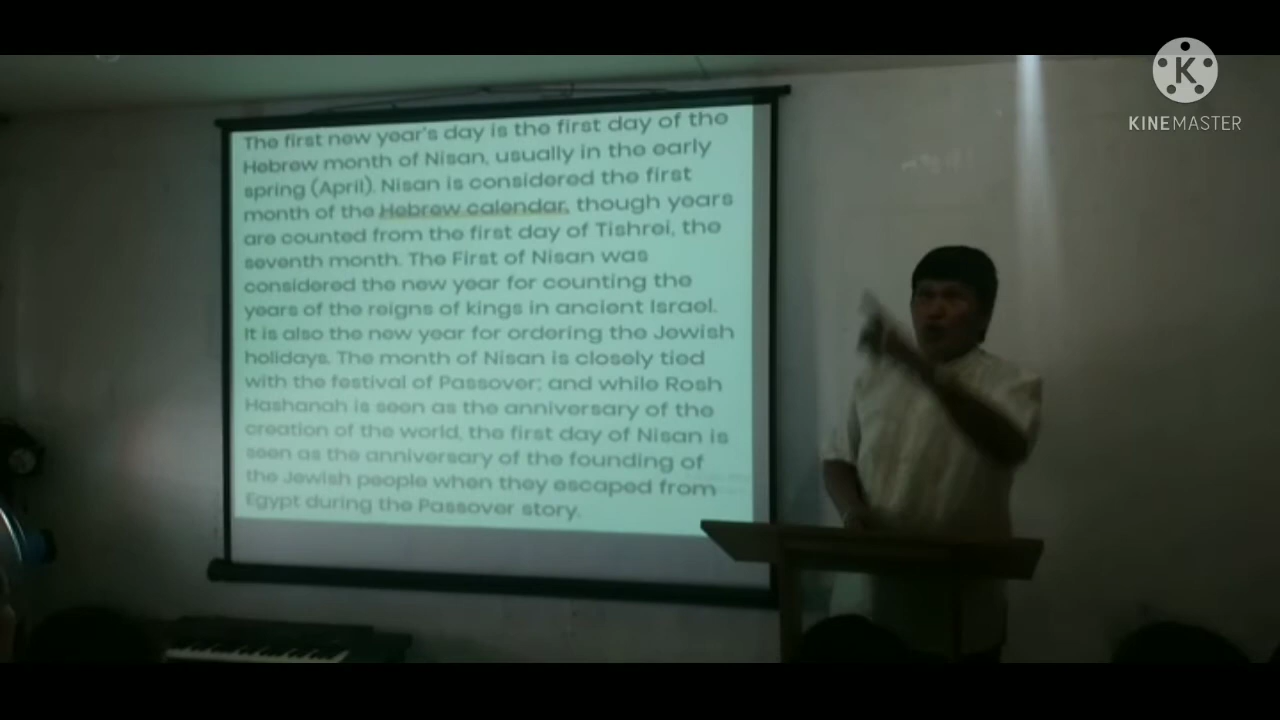 The first new year's day is the first day of the
Hebrew month of Nisan, usually in the early
spring (April). Nisan is considered the first
month of the Hebrew calendar, though years
are counted from the first day of Tishrei, the
seventh month. The First of Nisan was
considered the new year for counting the
years of the reigns of kings in ancient Israel.
It is also the new year for ordering the Jewish
holidays. The month of Nisan is closely tied
with the festival of Passover; and while Rosh
Hashanah is seen as the anniversary of the
creation of the world, the first day of Nisan is
seen as the anniversary of the founding of
the Jewish people when they escaped from
Egypt during the Passover story.
K
KINEMASTER